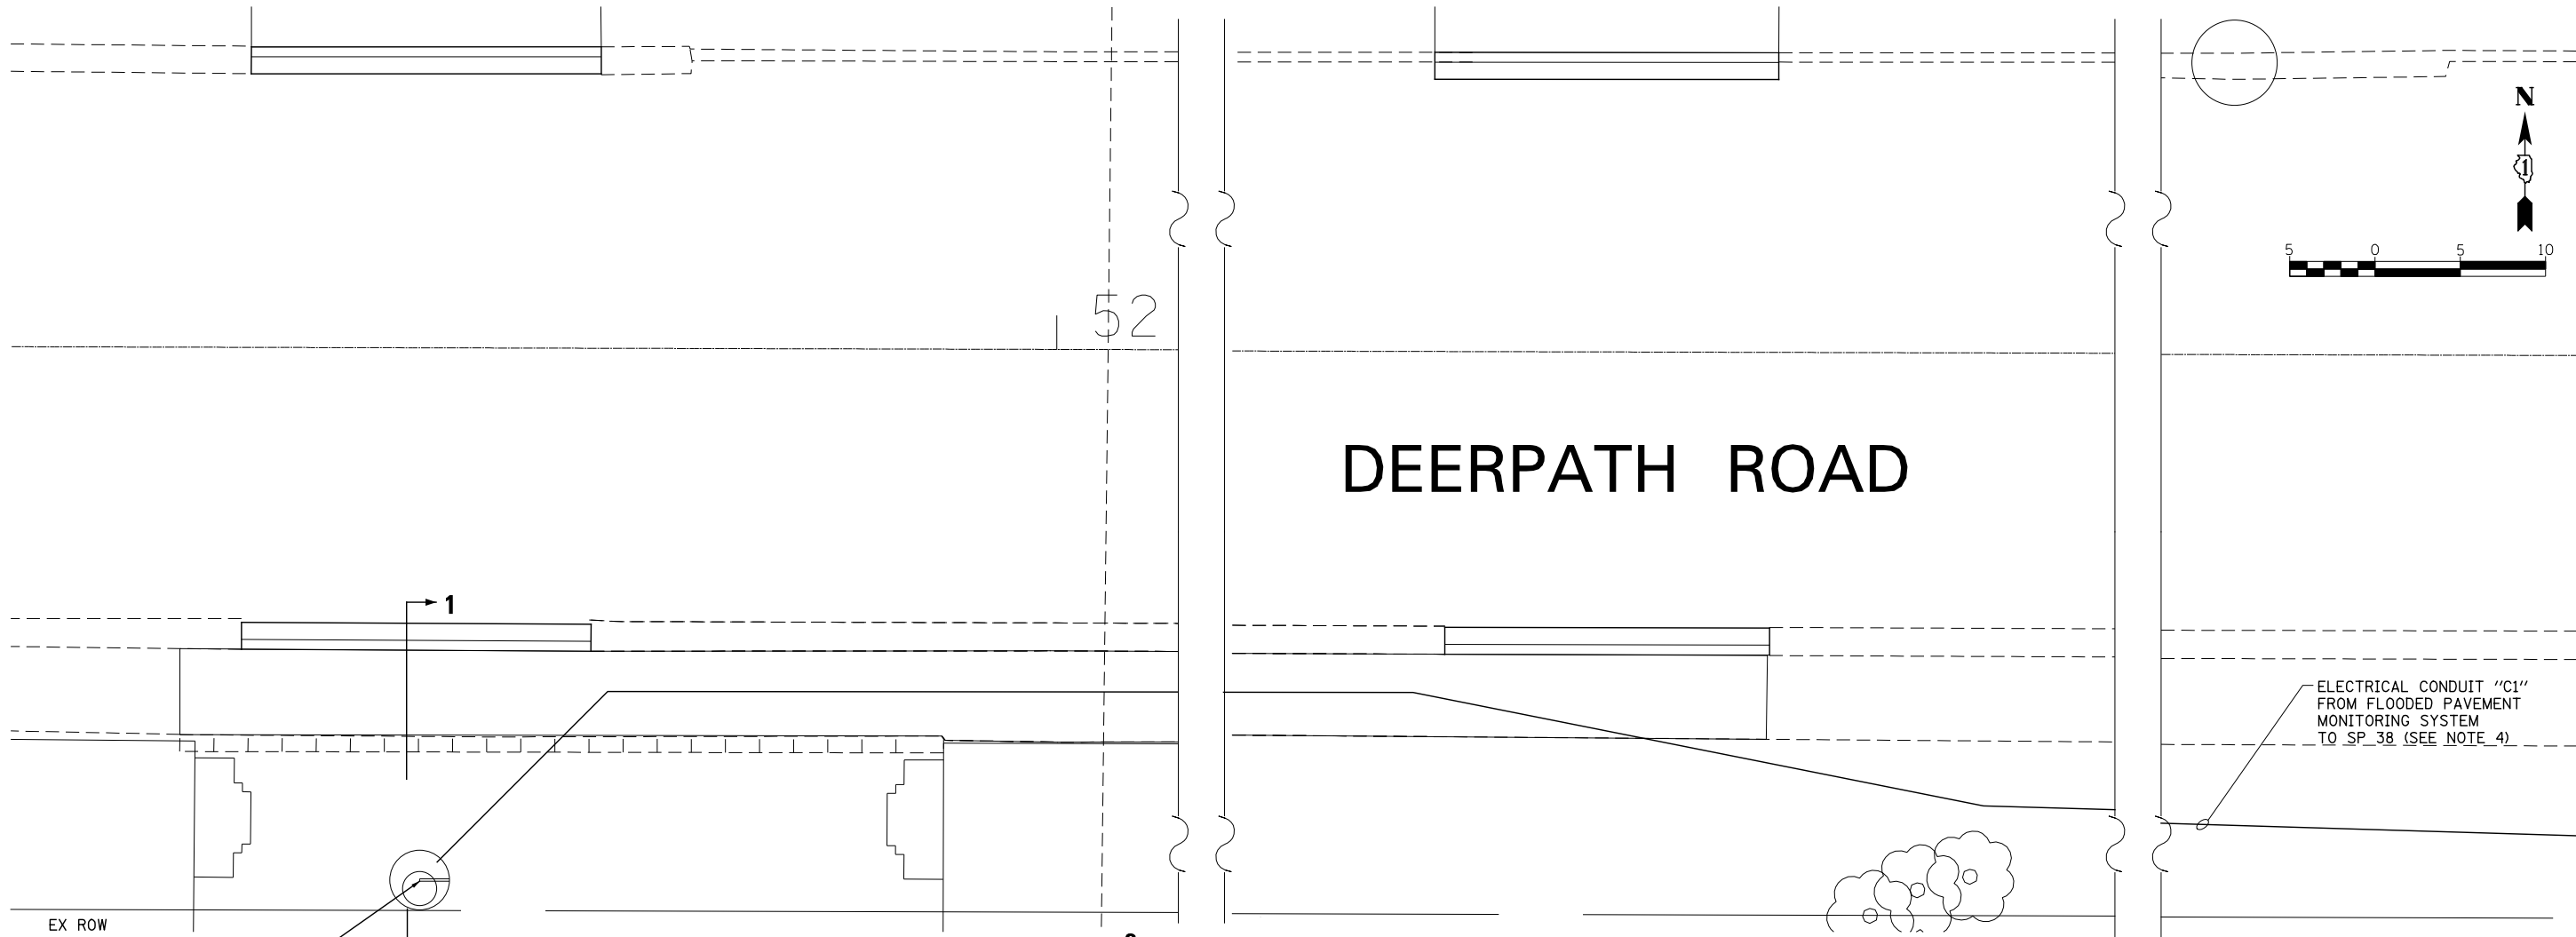 N
1
5 0 5 10
52
DEERPATH ROAD
1
ELECTRICAL CONDUIT "C1"
FROM FLOODED PAVEMENT
MONITORING SYSTEM
TO SP 38 (SEE NOTE 4)
EX ROW